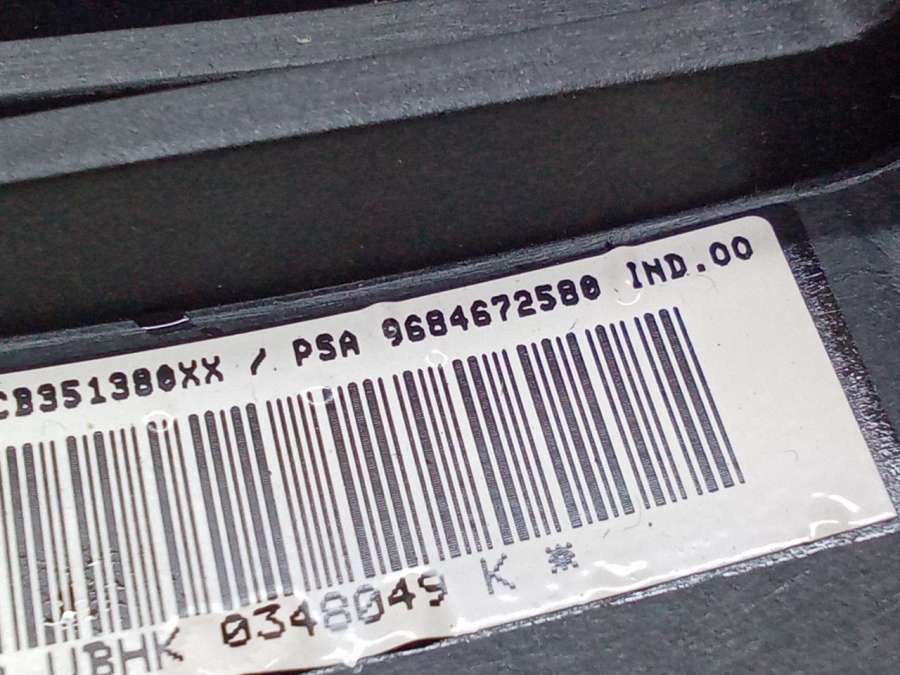 CB351380XX / PSA 9684672580 IND.00
UBHK 0348049 K *